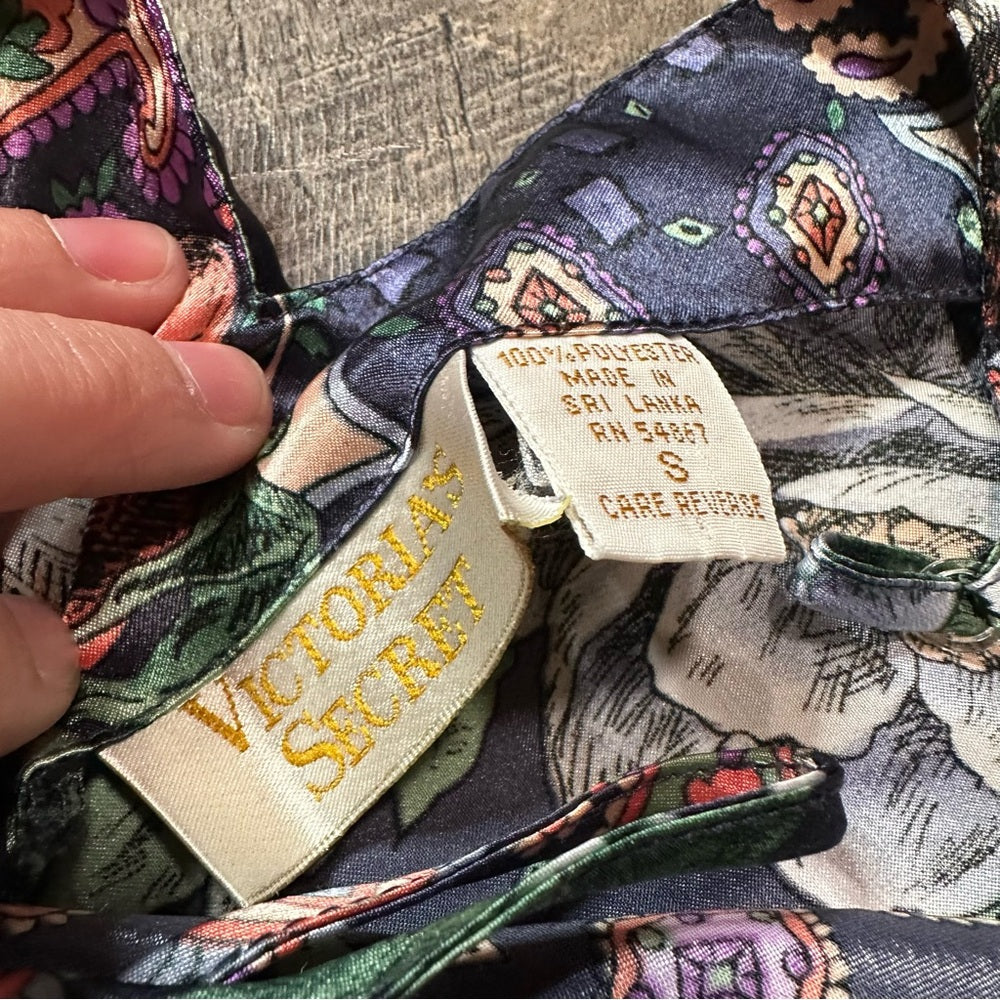 VICTORIA'S
SECRET
100% POLYESTER
MADE IN
SRI LANKA
RN 54867
S
CARE REVERSE